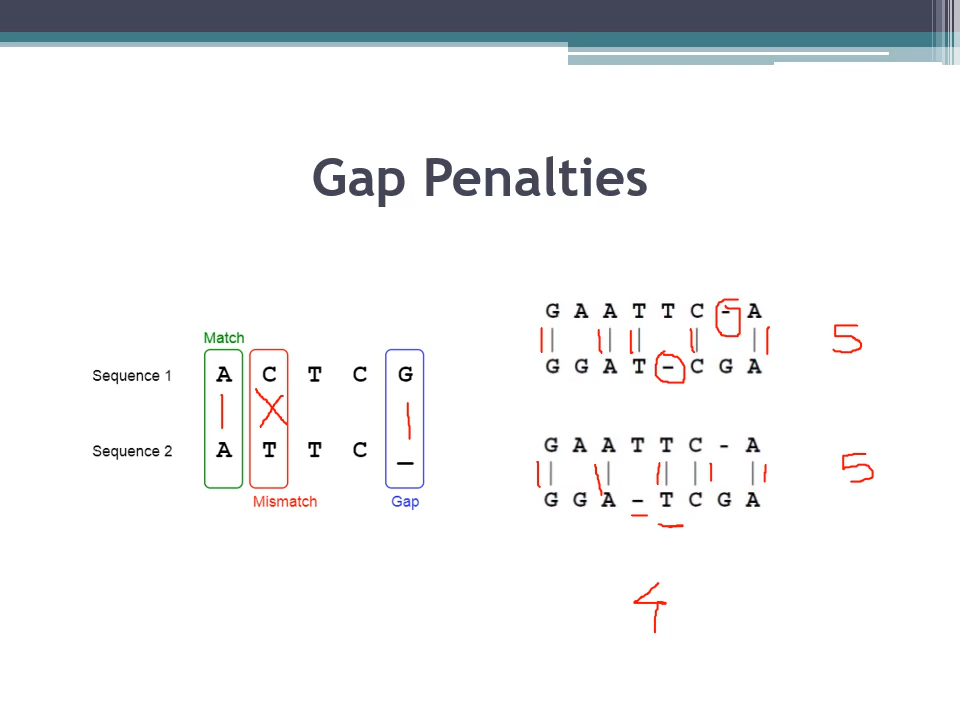 Gap Penalties
Match
Sequence 1 A C T C G
Sequence 2 A T T C _
Mismatch Gap
G A A T T C - A
G G A T - C G A
5
G A A T T C - A
G G A - T C G A
5
4